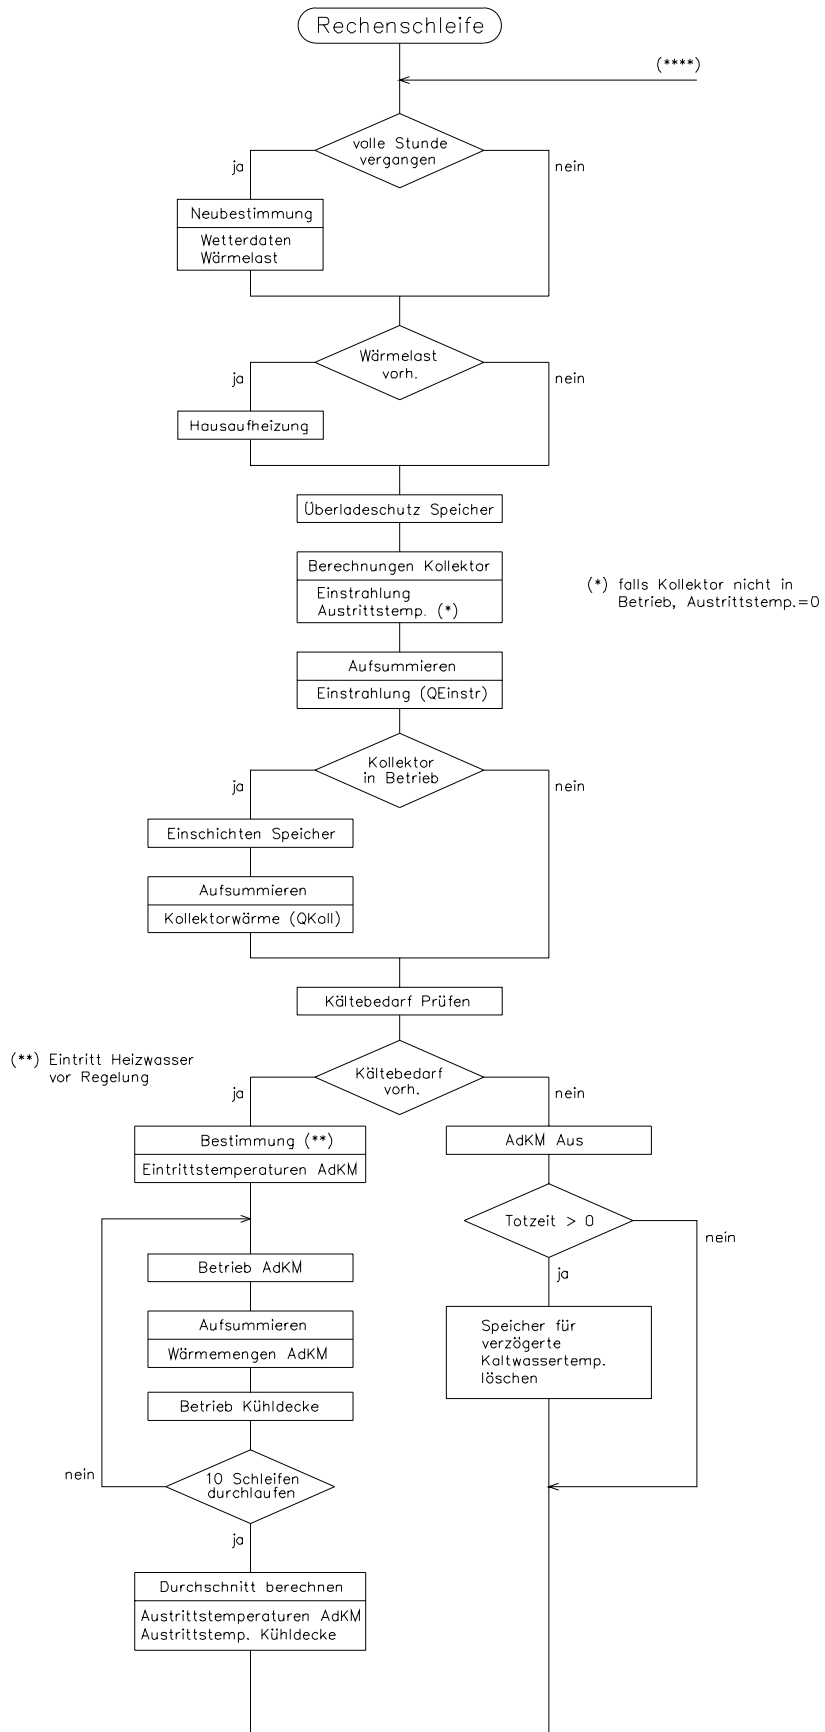 Rechenschleife
(****)
volle Stunde
vergangen
ja
nein
Neubestimmung
Wetterdaten
Wärmelast
Wärmelast
vorh.
ja
nein
Hausaufheizung
Überladeschutz Speicher
Berechnungen Kollektor
Einstrahlung
Austrittstemp. (*)
(*) falls Kollektor nicht in
Betrieb, Austrittstemp.=0
Aufsummieren
Einstrahlung (QEinstr)
Kollektor
in Betrieb
ja
nein
Einschichten Speicher
Aufsummieren
Kollektorwärme (QKoll)
Kältebedarf Prüfen
(**) Eintritt Heizwasser
vor Regelung
Kältebedarf
vorh.
ja
nein
Bestimmung (**)
Eintrittstemperaturen AdKM
AdKM Aus
Totzeit > 0
nein
ja
Betrieb AdKM
Aufsummieren
Wärmemengen AdKM
Speicher für
verzögerte
Kaltwassertemp.
löschen
Betrieb Kühldecke
10 Schleifen
durchlaufen
nein
ja
Durchschnitt berechnen
Austrittstemperaturen AdKM
Austrittstemp. Kühldecke